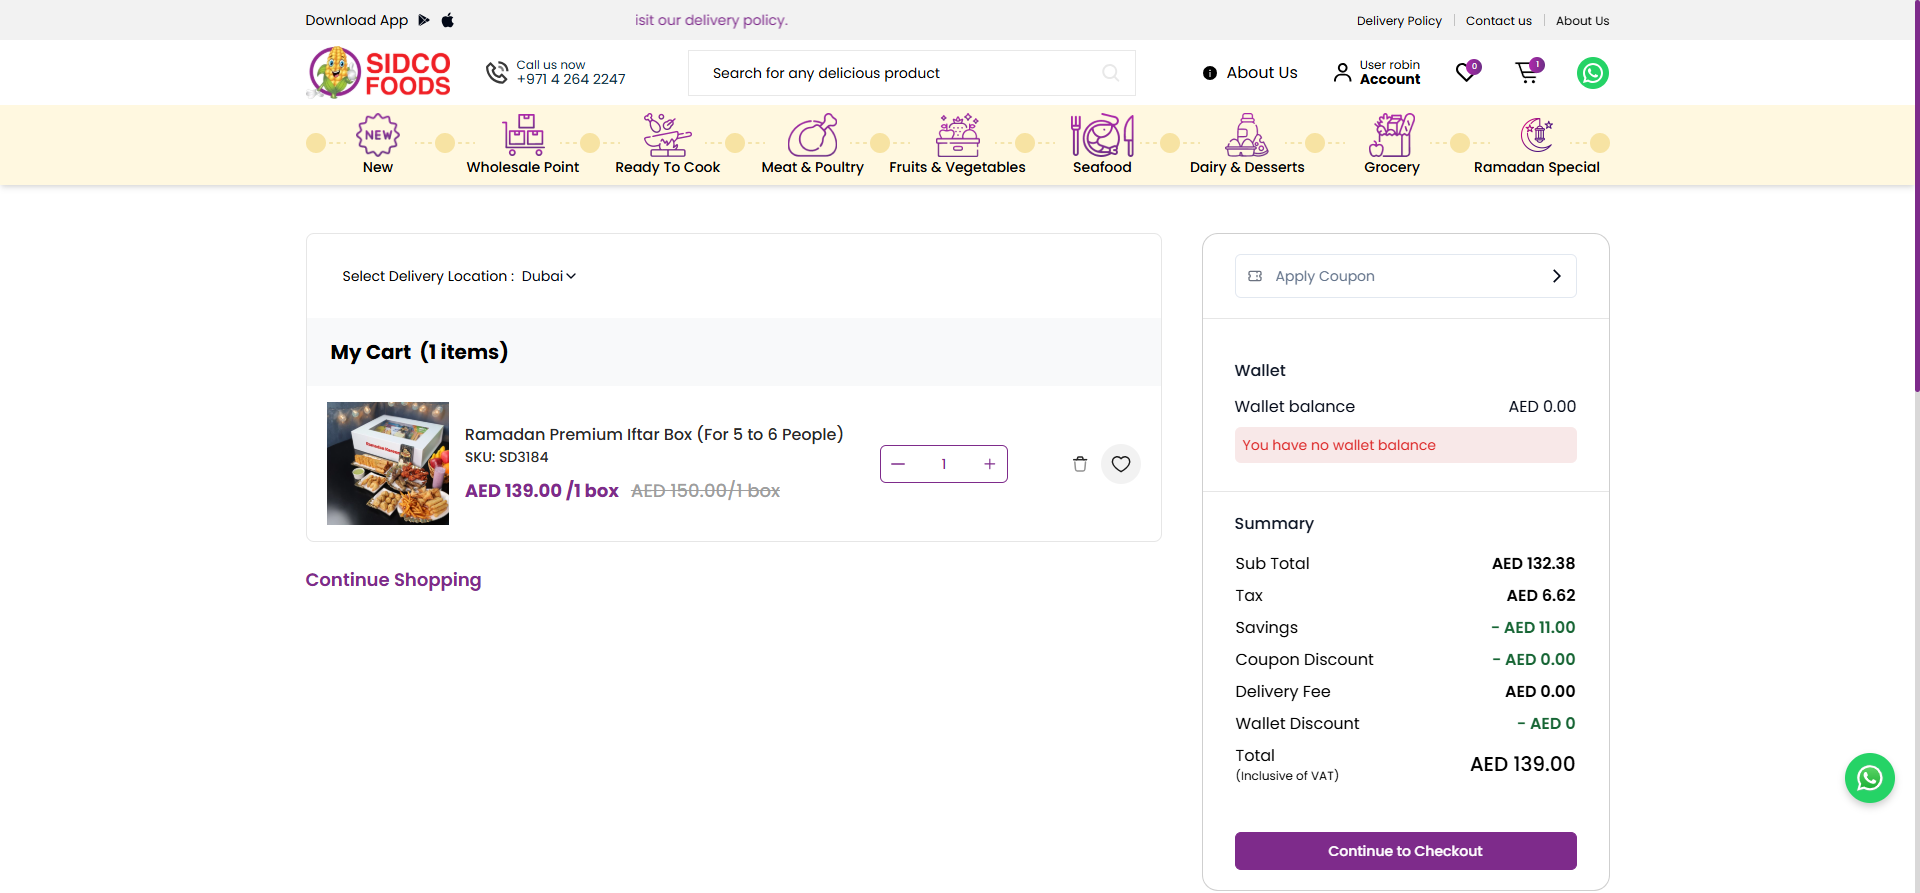 Download App
isit our delivery policy.
Delivery Policy
Contact us
About Us
SIDCO
FOODS
Call us now
+971 4 264 2247
Search for any delicious product
About Us
User robin
Account
0
1
NEW
New
Wholesale Point
Ready To Cook
Meat & Poultry
Fruits & Vegetables
Seafood
Dairy & Desserts
Grocery
Ramadan Special
Select Delivery Location : Dubai
My Cart (1 items)
Ramadan Premium Iftar Box (For 5 to 6 People)
SKU: SD3184
AED 139.00 /1 box AED 150.00/1 box
1
Continue Shopping
Apply Coupon
Wallet
Wallet balance AED 0.00
You have no wallet balance
Summary
Sub Total AED 132.38
Tax AED 6.62
Savings - AED 11.00
Coupon Discount - AED 0.00
Delivery Fee AED 0.00
Wallet Discount - AED 0
Total
(Inclusive of VAT)
AED 139.00
Continue to Checkout